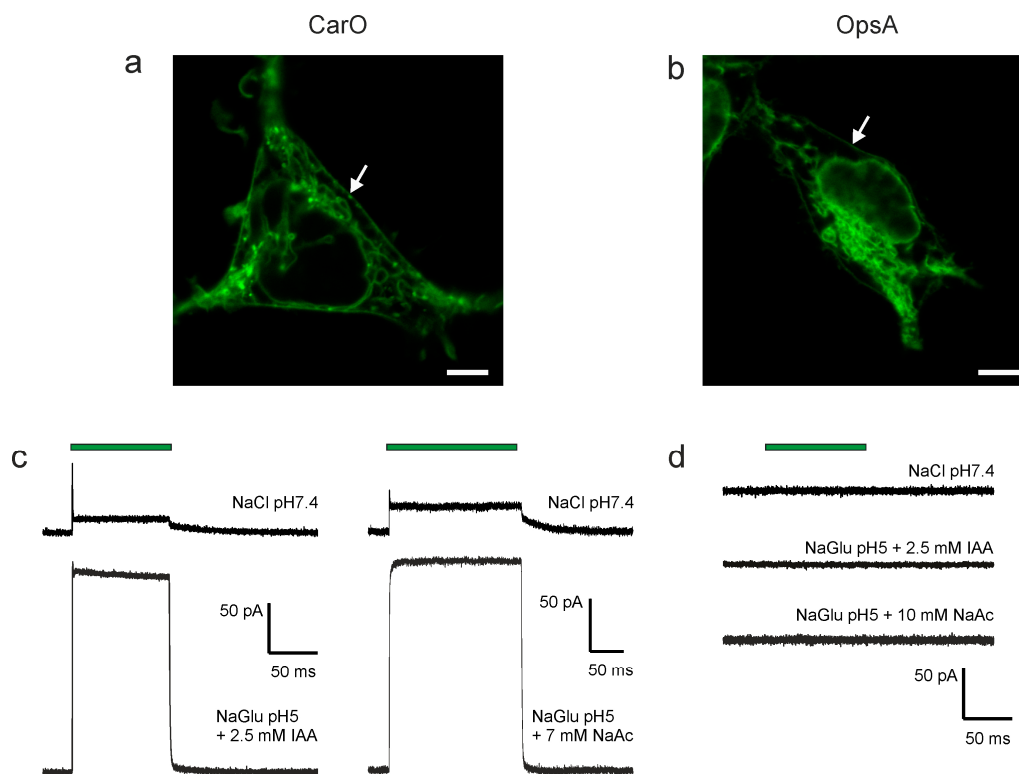 CarO
OpsA
a
b
c
NaCl pH7.4
50 pA
50 ms
NaGlu pH5
+ 2.5 mM IAA
NaCl pH7.4
50 pA
50 ms
NaGlu pH5
+ 7 mM NaAc
d
NaCl pH7.4
NaGlu pH5 + 2.5 mM IAA
NaGlu pH5 + 10 mM NaAc
50 pA
50 ms